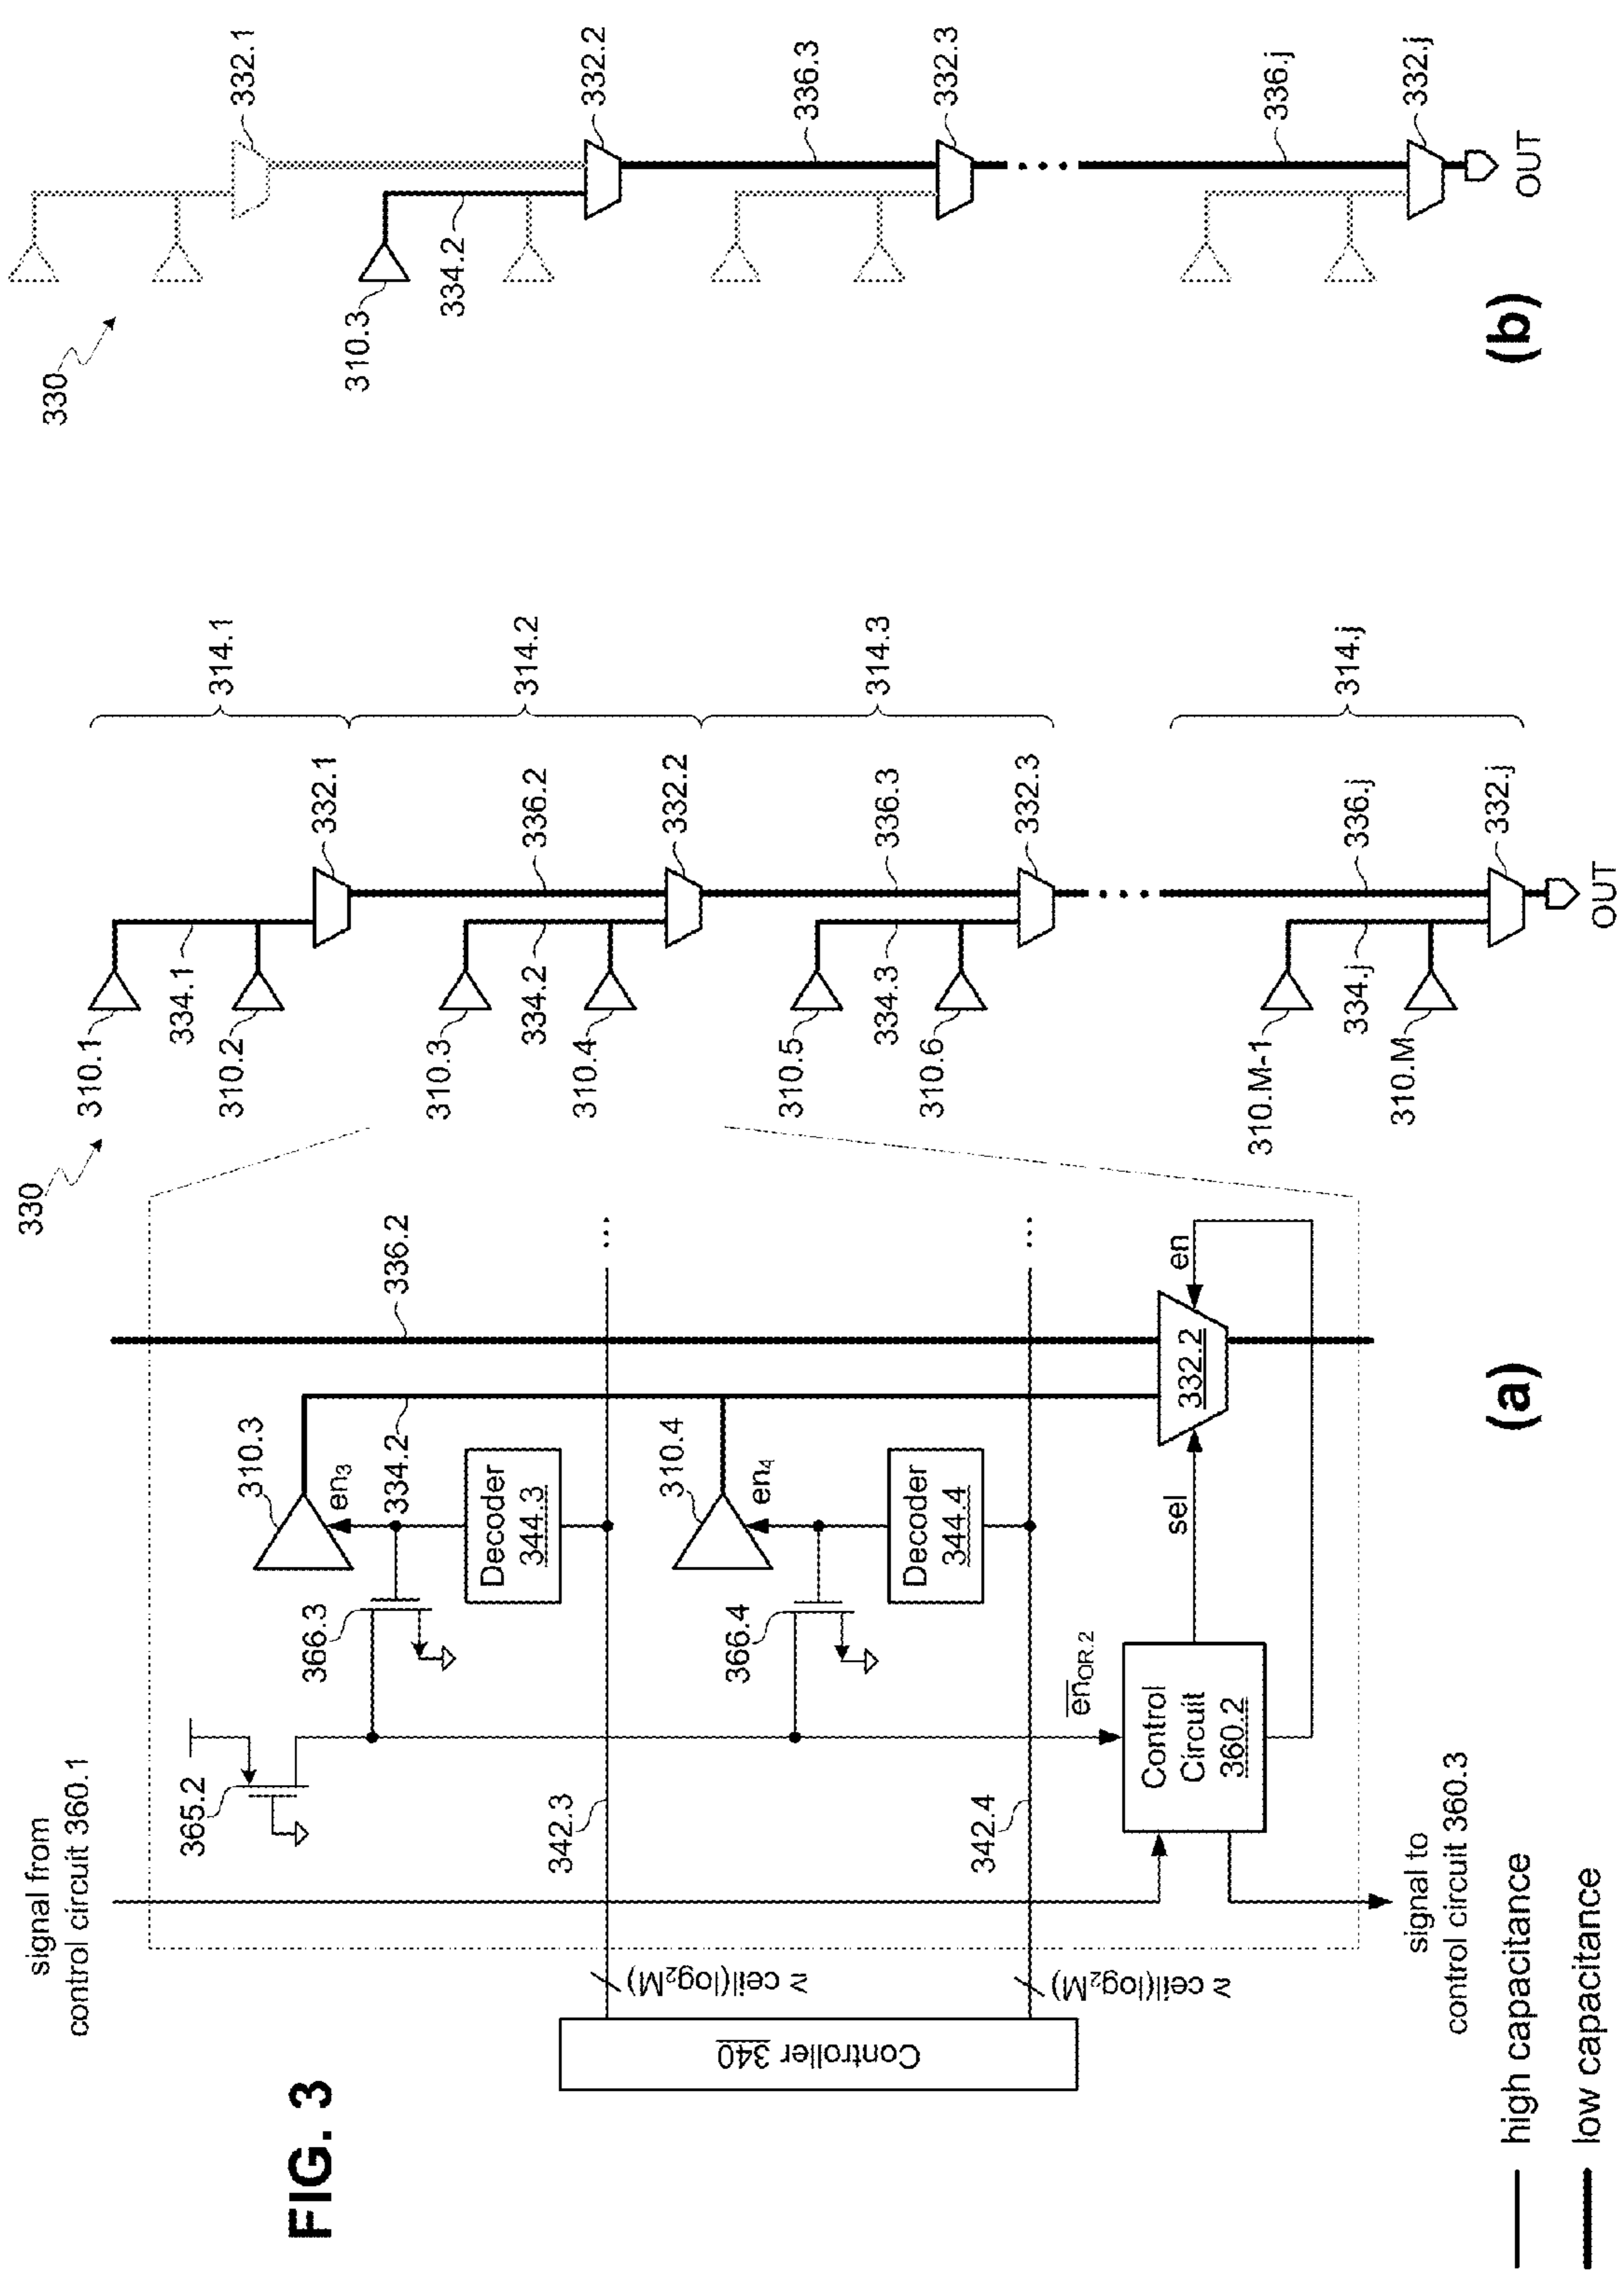 FIG. 3
330
310.1
334.1
310.2
332.1
314.1
336.2
310.3
334.2
310.4
332.2
314.2
336.3
310.5
334.3
310.6
332.3
314.3
336.j
310.M-1
334.j
310.M
332.j
314.j
OUT
signal from
control circuit 360.1
365.2
366.3
310.3
en3
334.2
336.2
Decoder
344.3
342.3
≥ ceil(log2M)
Controller 340
366.4
310.4
en4
Decoder
344.4
342.4
≥ ceil(log2M)
enOR.2
Control
Circuit
360.2
sel
332.2
en
signal to
control circuit 360.3
(a)
330
332.1
310.3
334.2
332.2
336.3
332.3
336.j
332.j
OUT
(b)
high capacitance
low capacitance